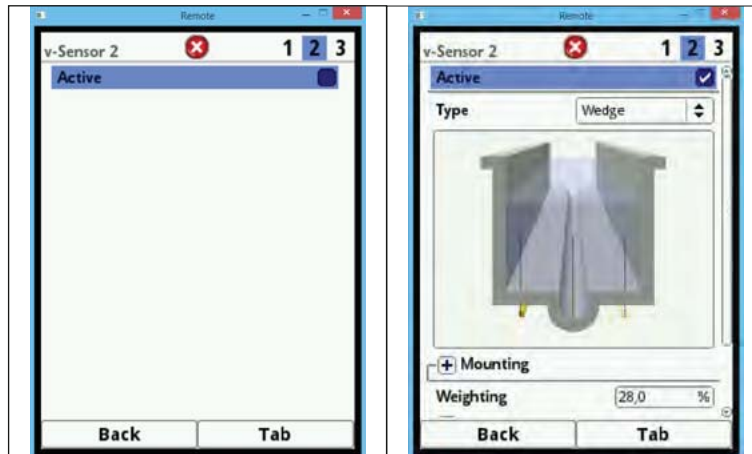 Remote
v-Sensor 2 1 2 3
Active
Back Tab
Remote
v-Sensor 2 1 2 3
Active
Type Wedge
Mounting
Weighting 28,0 %
Back Tab